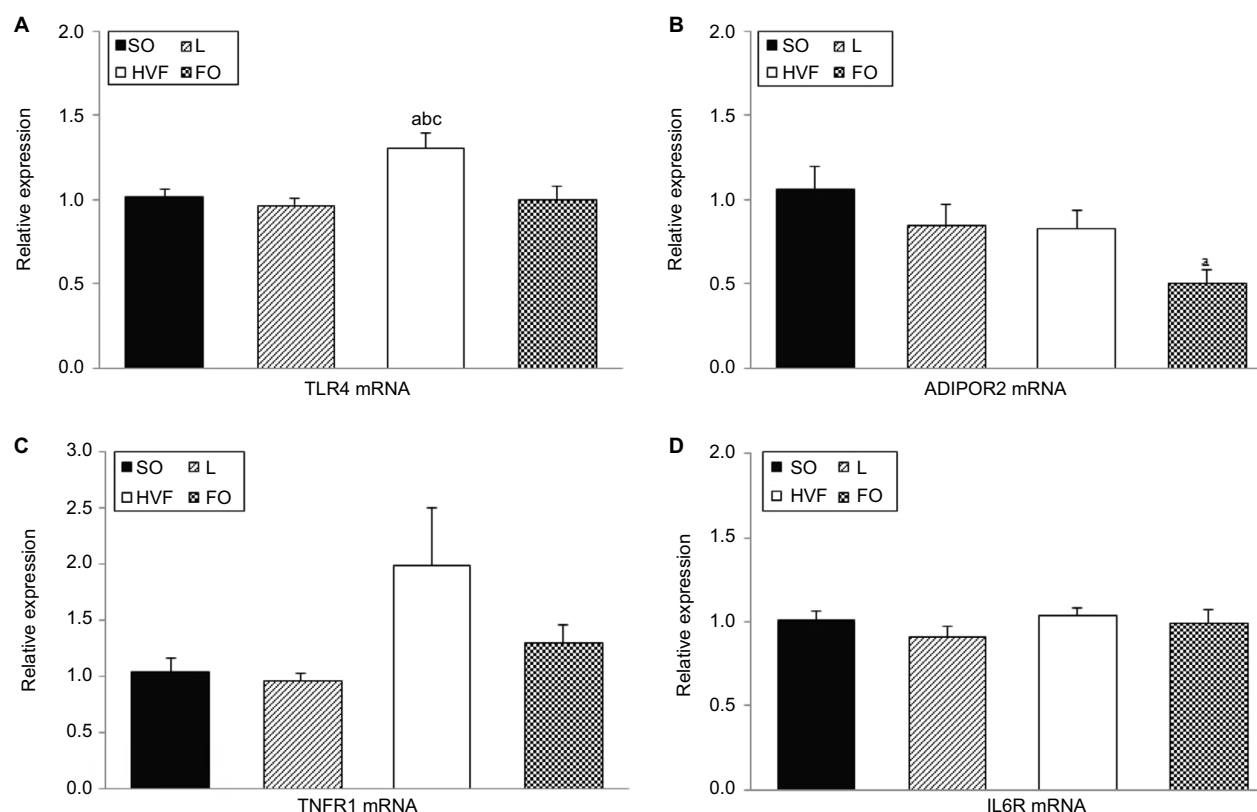 A
2.0
1.5
1.0
0.5
0.0
Relative expression
SO L
HVF FO
abc
TLR4 mRNA
B
2.0
1.5
1.0
0.5
0.0
Relative expression
SO L
HVF FO
a
ADIPOR2 mRNA
C
3.0
2.5
2.0
1.5
1.0
0.5
0.0
Relative expression
SO L
HVF FO
TNFR1 mRNA
D
2.0
1.5
1.0
0.5
0.0
Relative expression
SO L
HVF FO
IL6R mRNA